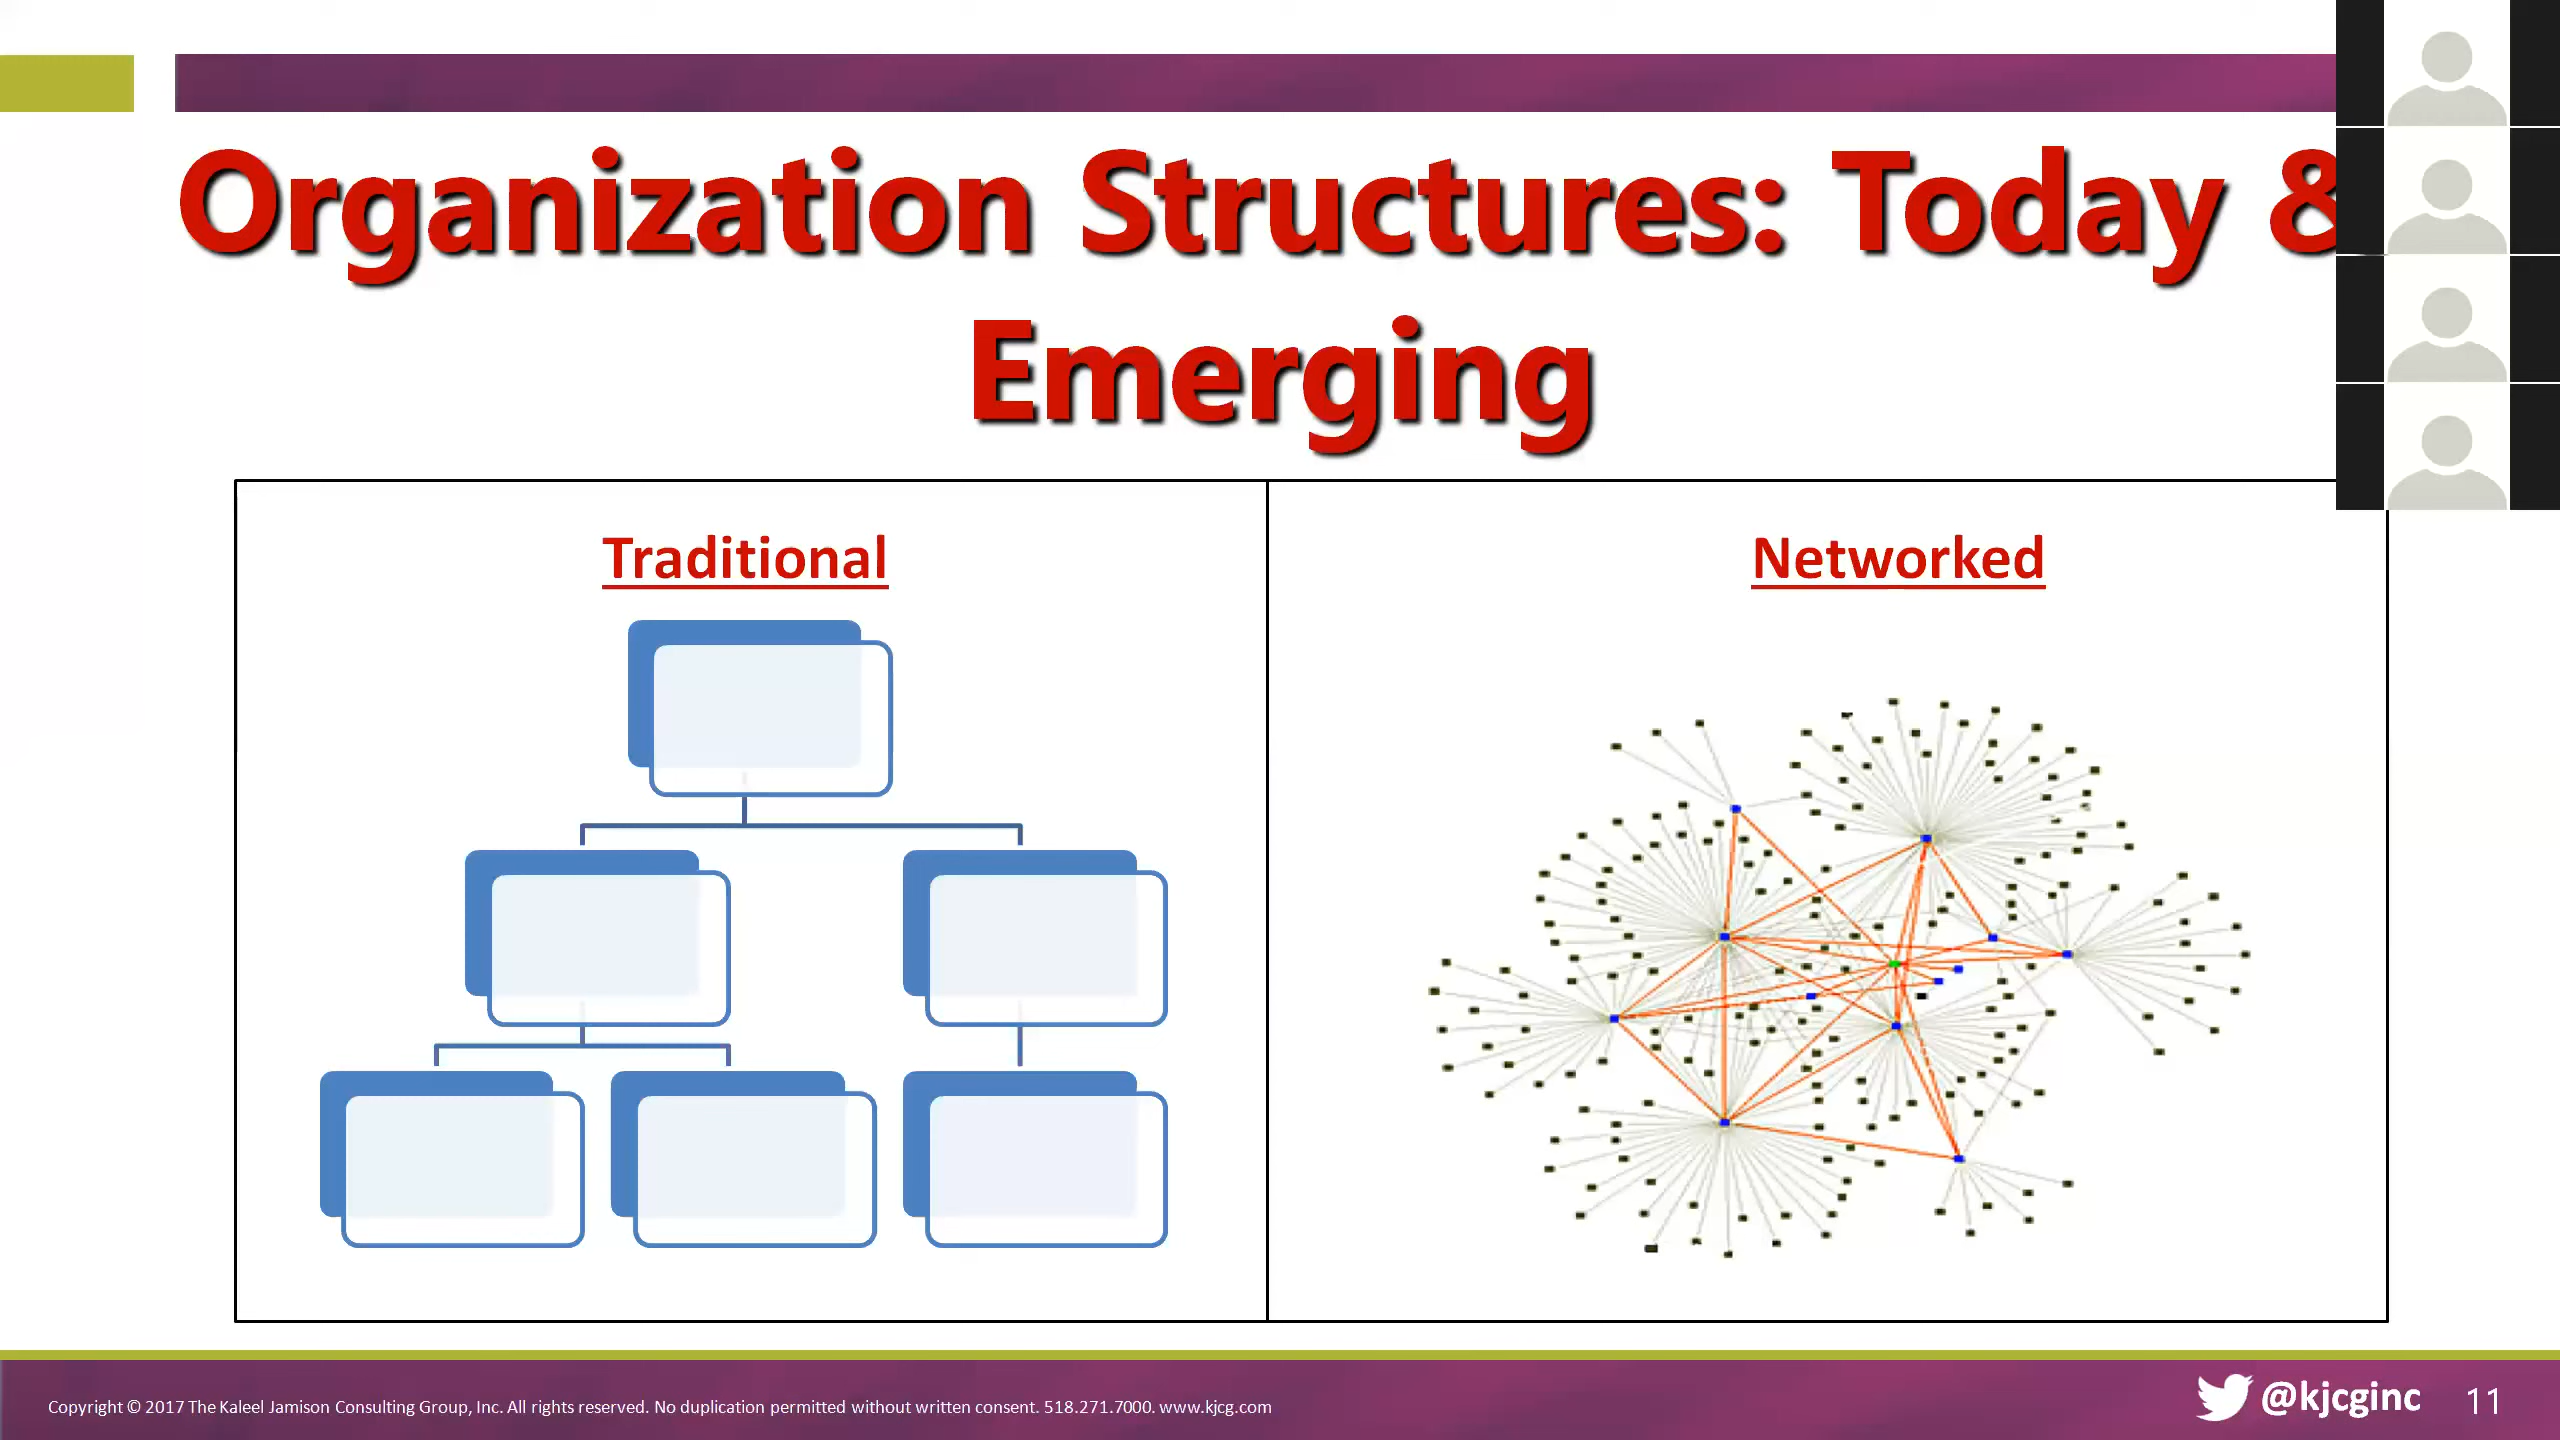 Organization Structures: Today &
Emerging
Traditional
Networked
Copyright © 2017 The Kaleel Jamison Consulting Group, Inc. All rights reserved. No duplication permitted without written consent. 518.271.7000. www.kjcg.com
@kjcginc
11